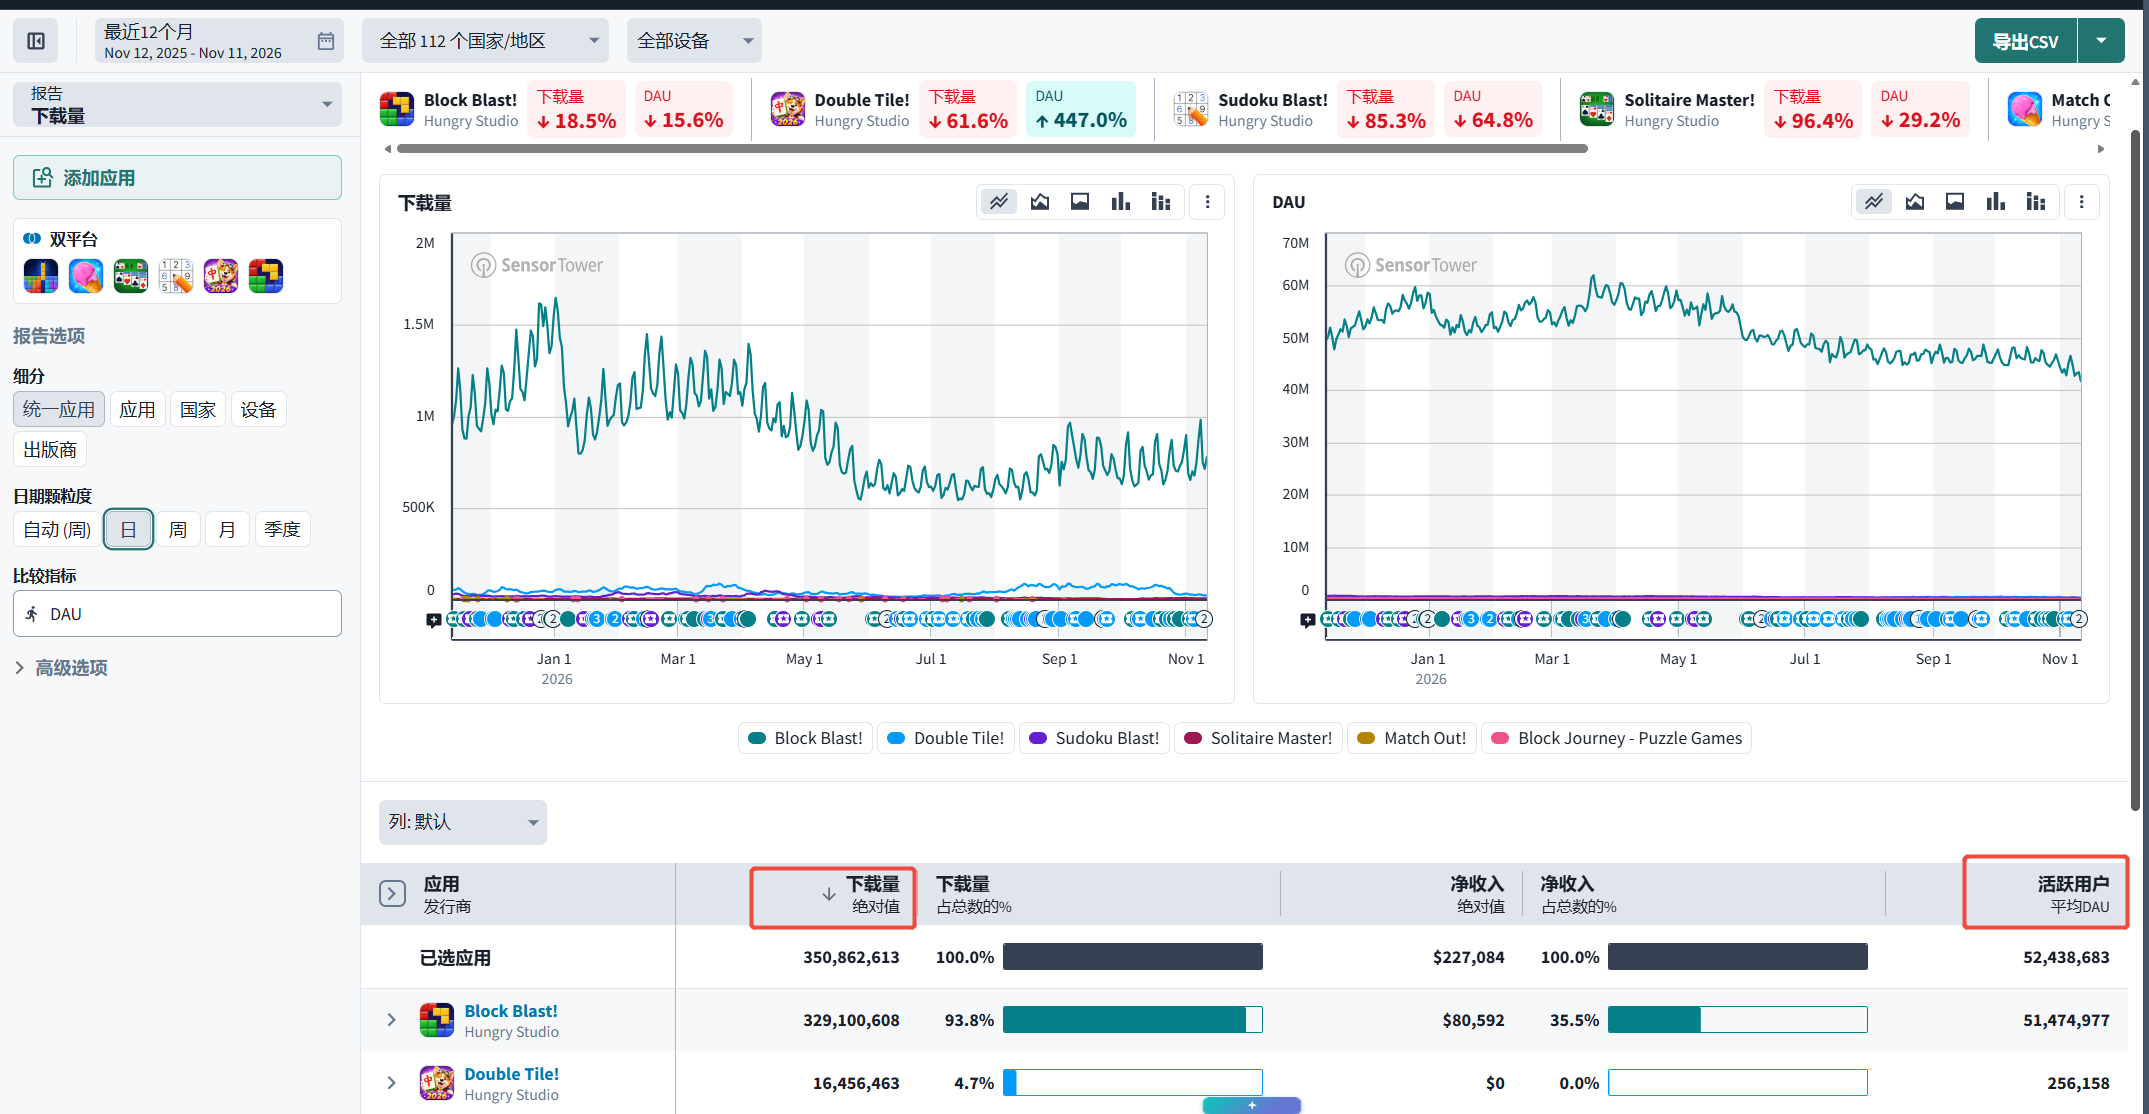 最近12个月
Nov 12, 2025 - Nov 11, 2026
全部 112 个国家/地区
全部设备
导出CSV
报告
下载量
添加应用
双平台
报告选项
细分
统一应用
应用
国家
设备
出版商
日期颗粒度
自动 (周)
日
周
月
季度
比较指标
DAU
高级选项
Block Blast!
Hungry Studio
下载量
↓ 18.5%
DAU
↓ 15.6%
Double Tile!
Hungry Studio
下载量
↓ 61.6%
DAU
↑ 447.0%
Sudoku Blast!
Hungry Studio
下载量
↓ 85.3%
DAU
↓ 64.8%
Solitaire Master!
Hungry Studio
下载量
↓ 96.4%
DAU
↓ 29.2%
Match
Hungry
下载量
SensorTower
2M
1.5M
1M
500K
0
Jan 1
2026
Mar 1
May 1
Jul 1
Sep 1
Nov 1
DAU
SensorTower
70M
60M
50M
40M
30M
20M
10M
0
Jan 1
2026
Mar 1
May 1
Jul 1
Sep 1
Nov 1
Block Blast!
Double Tile!
Sudoku Blast!
Solitaire Master!
Match Out!
Block Journey - Puzzle Games
列: 默认
应用
发行商
↓ 下载量
绝对值
下载量
占总数的%
净收入
绝对值
净收入
占总数的%
活跃用户
平均DAU
已选应用 350,862,613 100.0% $227,084 100.0% 52,438,683
Block Blast! 329,100,608 93.8% $80,592 35.5% 51,474,977
Hungry Studio
Double Tile! 16,456,463 4.7% $0 0.0% 256,158
Hungry Studio